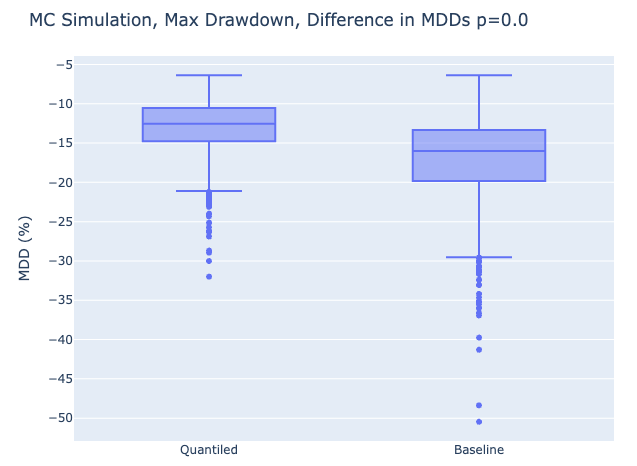 MC Simulation, Max Drawdown, Difference in MDDs p=0.0
MDD (%)
−5
−10
−15
−20
−25
−30
−35
−40
−45
−50
Quantiled
Baseline